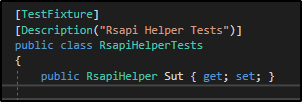 [TestFixture]
[Description("Rsapi Helper Tests")]
public class RsapiHelperTests
{
public RsapiHelper Sut { get; set; }